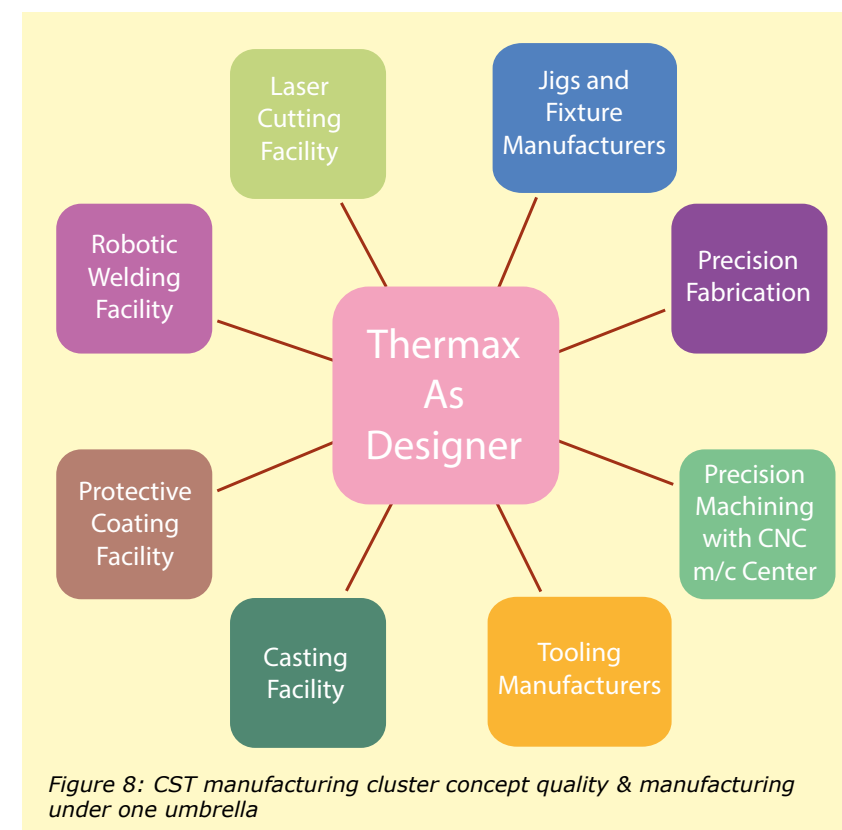 Laser
Cutting
Facility
Jigs and
Fixture
Manufacturers
Robotic
Welding
Facility
Precision
Fabrication
Thermax
As
Designer
Protective
Coating
Facility
Precision
Machining
with CNC
m/c Center
Casting
Facility
Tooling
Manufacturers
Figure 8: CST manufacturing cluster concept quality & manufacturing
under one umbrella